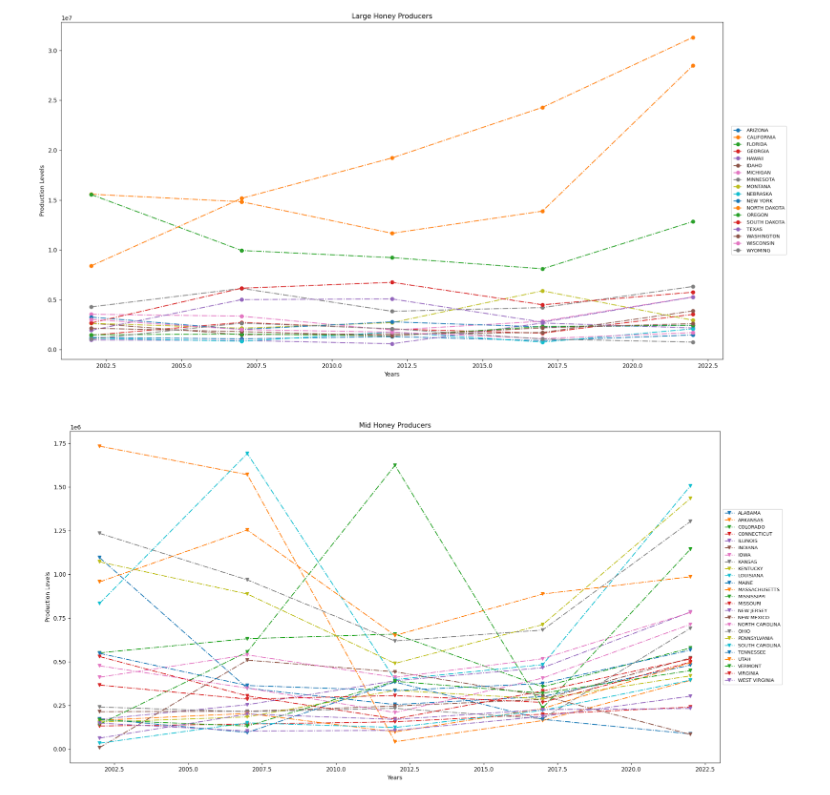 Large Honey Producers
1e7
3.0
2.5
2.0
1.5
1.0
0.5
0.0
Production Levels
2002.5 2005.0 2007.5 2010.0 2012.5 2015.0 2017.5 2020.0 2022.5
Years
ARIZONA
CALIFORNIA
FLORIDA
GEORGIA
HAWAII
IDAHO
MICHIGAN
MINNESOTA
MONTANA
NEBRASKA
NEW YORK
NORTH DAKOTA
OREGON
SOUTH DAKOTA
TEXAS
WASHINGTON
WISCONSIN
WYOMING
Mid Honey Producers
1e6
1.75
1.50
1.25
1.00
0.75
0.50
0.25
0.00
Production Levels
2002.5 2005.0 2007.5 2010.0 2012.5 2015.0 2017.5 2020.0 2022.5
Years
ALABAMA
ARKANSAS
COLORADO
CONNECTICUT
ILLINOIS
INDIANA
IOWA
KANSAS
KENTUCKY
LOUISIANA
MAINE
MASSACHUSETTS
MISSISSIPPI
MISSOURI
NEW JERSEY
NEW MEXICO
NORTH CAROLINA
OHIO
PENNSYLVANIA
SOUTH CAROLINA
TENNESSEE
UTAH
VERMONT
VIRGINIA
WEST VIRGINIA